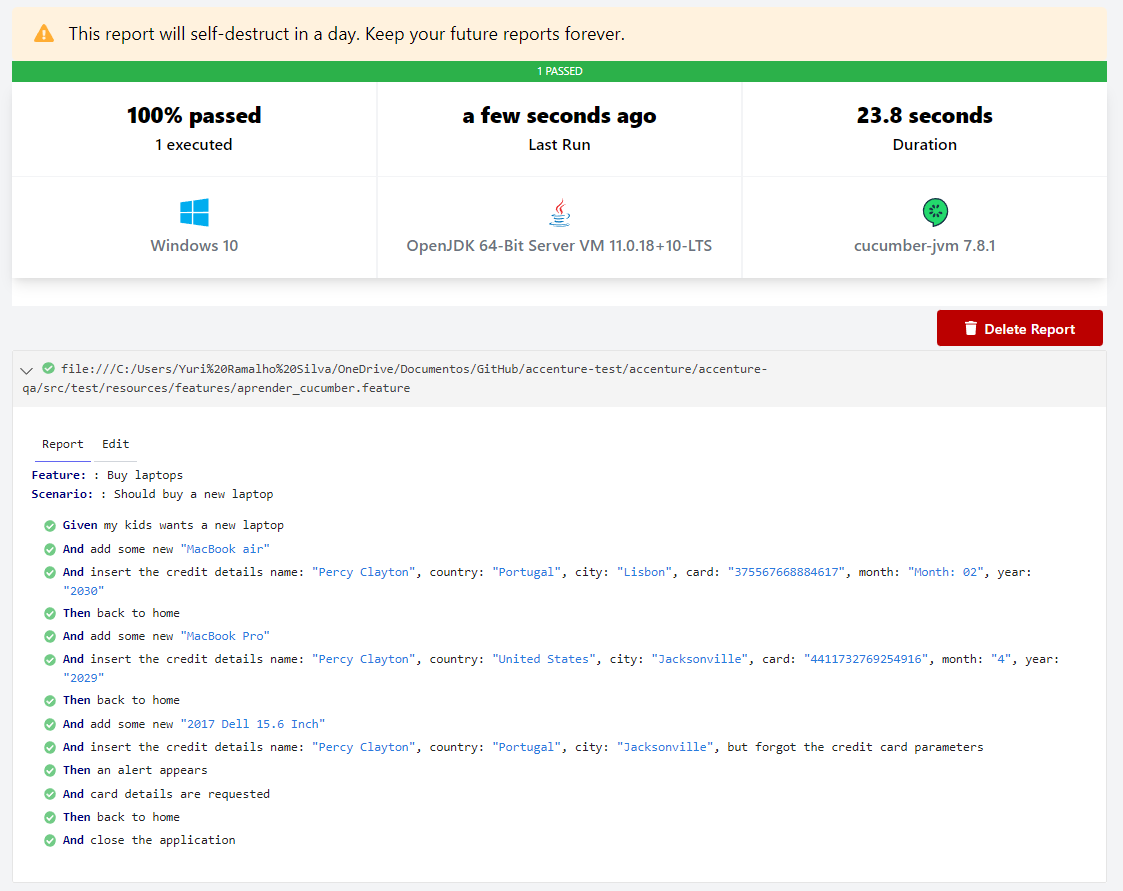 This report will self-destruct in a day. Keep your future reports forever.
1 PASSED
100% passed
1 executed
a few seconds ago
Last Run
23.8 seconds
Duration
Windows 10
OpenJDK 64-Bit Server VM 11.0.18+10-LTS
cucumber-jvm 7.8.1
Delete Report
file:///C:/Users/Yuri%20Ramalho%20Silva/OneDrive/Documentos/GitHub/accenture-test/accenture/accenture-
qa/src/test/resources/features/aprender_cucumber.feature
Report Edit
Feature: : Buy laptops
Scenario: : Should buy a new laptop
Given my kids wants a new laptop
And add some new "MacBook air"
And insert the credit details name: "Percy Clayton", country: "Portugal", city: "Lisbon", card: "375567668884617", month: "Month: 02", year:
"2030"
Then back to home
And add some new "MacBook Pro"
And insert the credit details name: "Percy Clayton", country: "United States", city: "Jacksonville", card: "4411732769254916", month: "4", year:
"2029"
Then back to home
And add some new "2017 Dell 15.6 Inch"
And insert the credit details name: "Percy Clayton", country: "Portugal", city: "Jacksonville", but forgot the credit card parameters
Then an alert appears
And card details are requested
Then back to home
And close the application